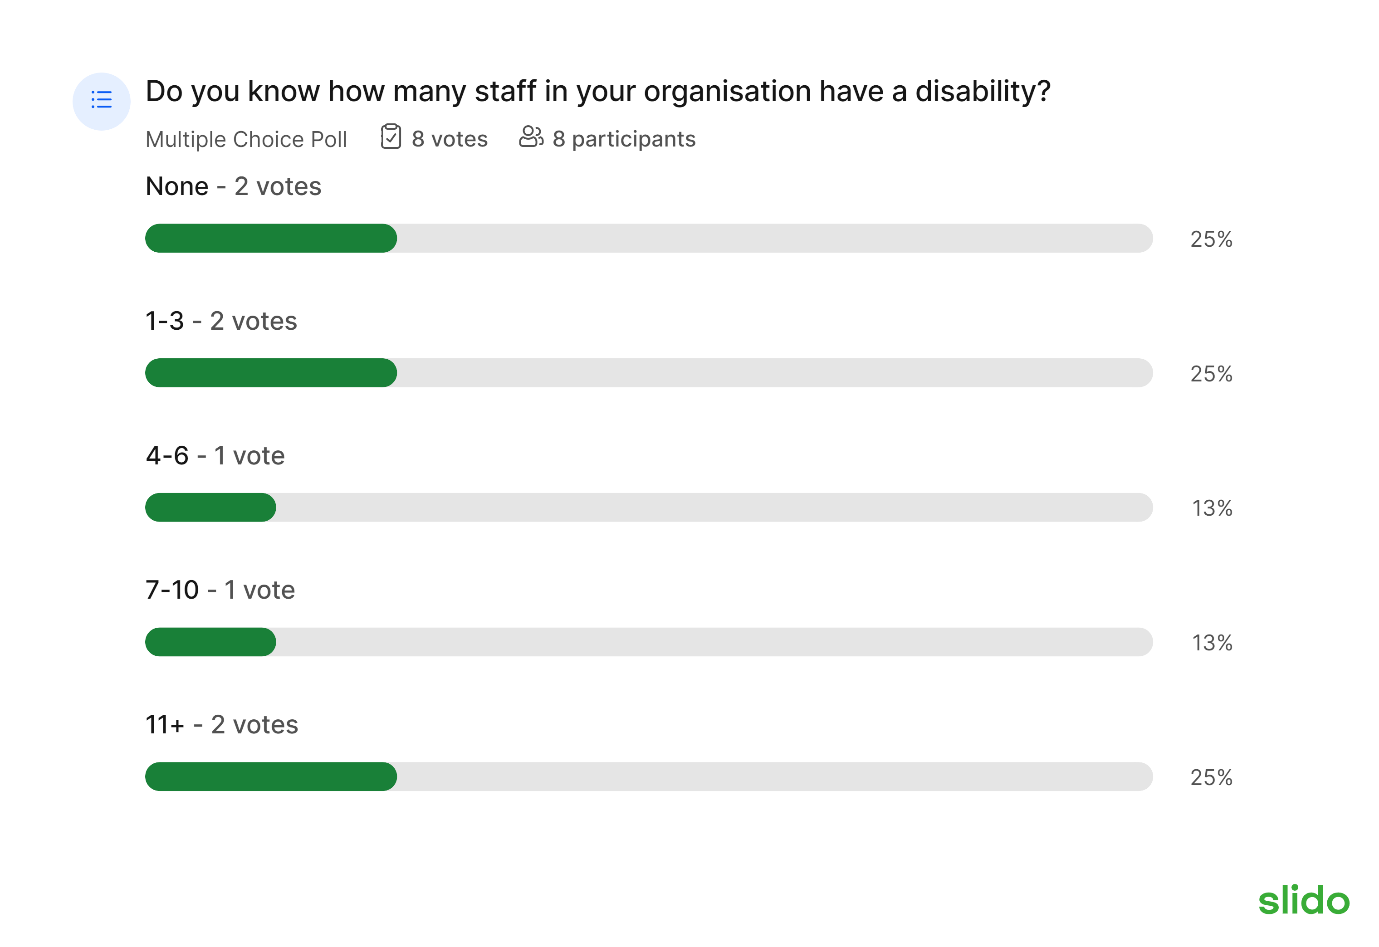 Do you know how many staff in your organisation have a disability?
Multiple Choice Poll 8 votes 8 participants
None - 2 votes
25%
1-3 - 2 votes
25%
4-6 - 1 vote
13%
7-10 - 1 vote
13%
11+ - 2 votes
25%
slido